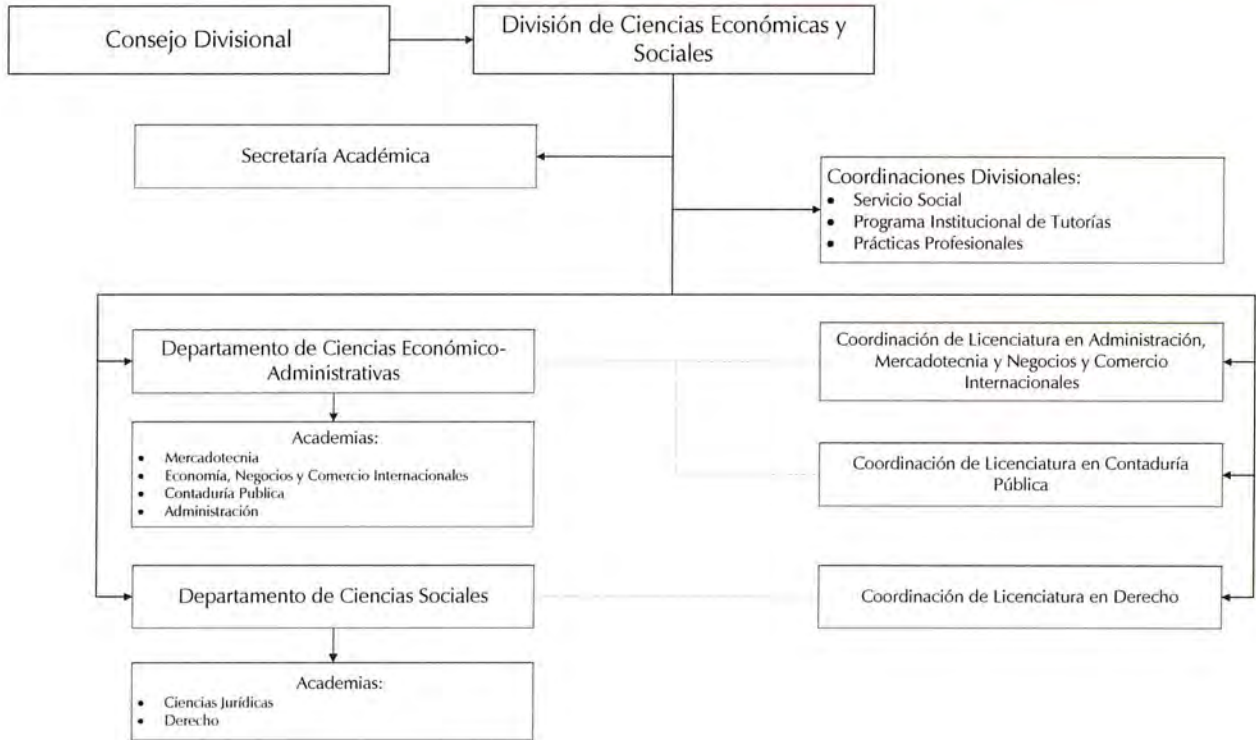 Consejo Divisional
División de Ciencias Económicas y
Sociales
Secretaría Académica
Coordinaciones Divisionales:
• Servicio Social
• Programa Institucional de Tutorías
• Prácticas Profesionales
Departamento de Ciencias Económico-
Administrativas
Coordinación de Licenciatura en Administración,
Mercadotecnia y Negocios y Comercio
Internacionales
Academias:
• Mercadotecnia
• Economía, Negocios y Comercio Internacionales
• Contaduría Publica
• Administración
Coordinación de Licenciatura en Contaduría
Pública
Departamento de Ciencias Sociales
Coordinación de Licenciatura en Derecho
Academias:
• Ciencias Jurídicas
• Derecho